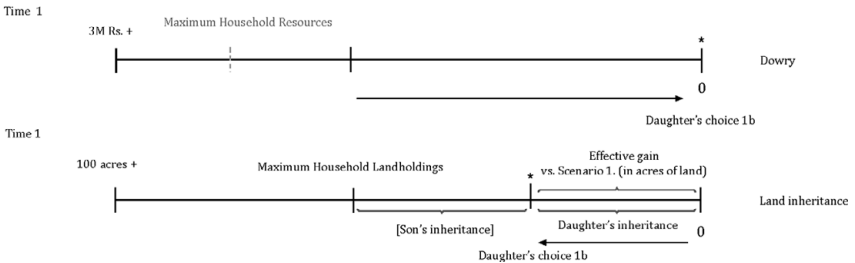 Time 1
Maximum Household Resources
3M Rs. +
*
Dowry
0
Daughter's choice 1b
Time 1
100 acres +
Maximum Household Landholdings
Effective gain
vs. Scenario 1. (in acres of land)
*
Land inheritance
[Son's inheritance]
Daughter's inheritance
0
Daughter's choice 1b